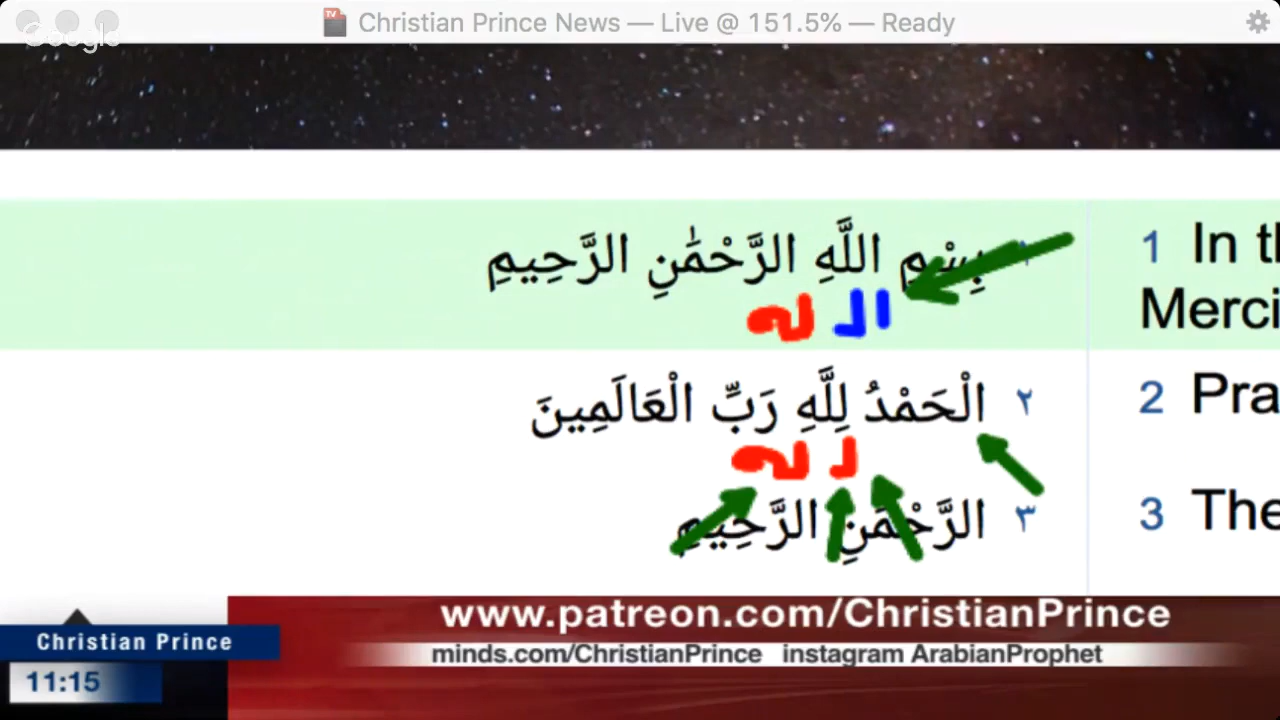 Christian Prince News — Live @ 151.5% — Ready
Google
بِسْمِ اللَّهِ الرَّحْمَٰنِ الرَّحِيمِ
1 In th
Merci
ال له
٢ الْحَمْدُ لِلَّهِ رَبِّ الْعَالَمِينَ
2 Pra
ل له
٣ الرَّحْمَنِ الرَّحِيمِ
3 The
www.patreon.com/ChristianPrince
Christian Prince
minds.com/ChristianPrince instagram ArabianProphet
11:15